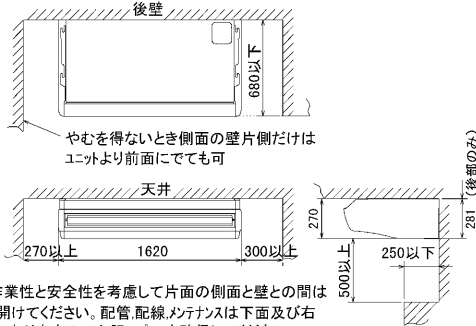 後壁
680以下
やむを得ないとき側面の壁片側だけは
ユニットより前面にでても可
天井
270以上
1620
300以上
270
500以上
250以下
281
(後部のみ)
業性と安全性を考慮して片面の側面と壁との間は
開けてください。配管,配線,メンテナンスは下面及び右